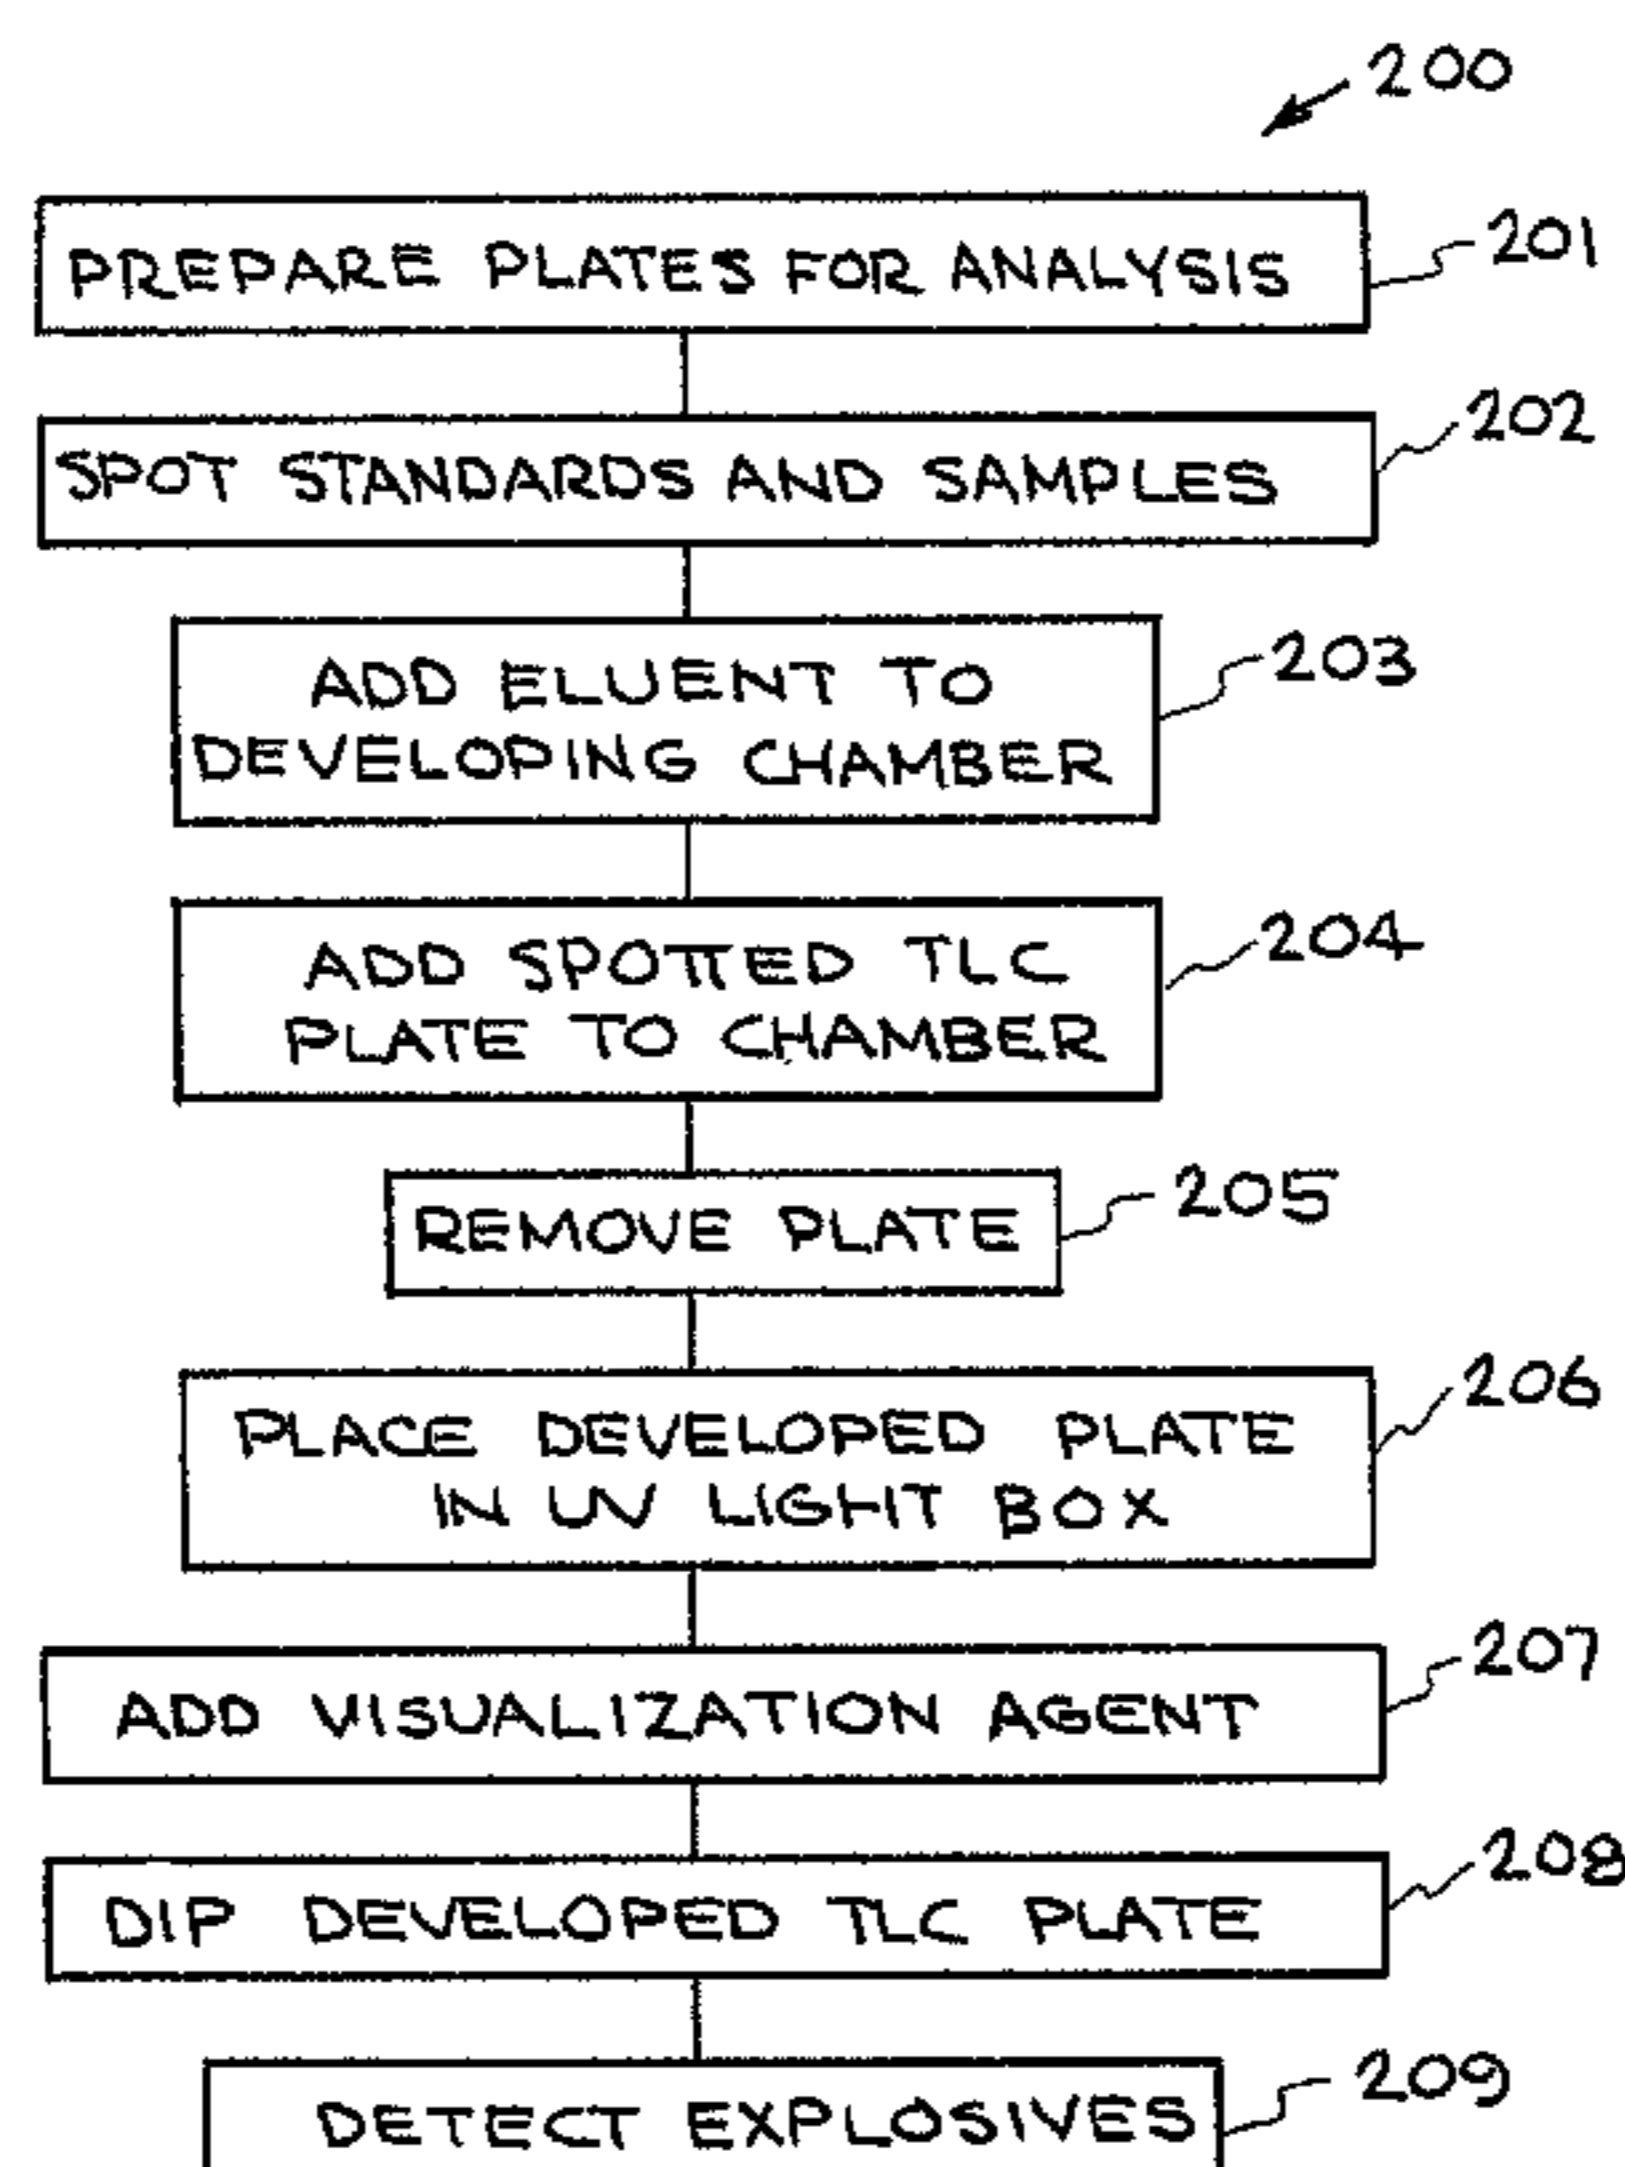 200
PREPARE PLATES FOR ANALYSIS
201
SPOT STANDARDS AND SAMPLES
202
ADD ELUENT TO
DEVELOPING CHAMBER
203
ADD SPOTTED TLC
PLATE TO CHAMBER
204
REMOVE PLATE
205
PLACE DEVELOPED PLATE
IN UV LIGHT BOX
206
ADD VISUALIZATION AGENT
207
DIP DEVELOPED TLC PLATE
208
DETECT EXPLOSIVES
209